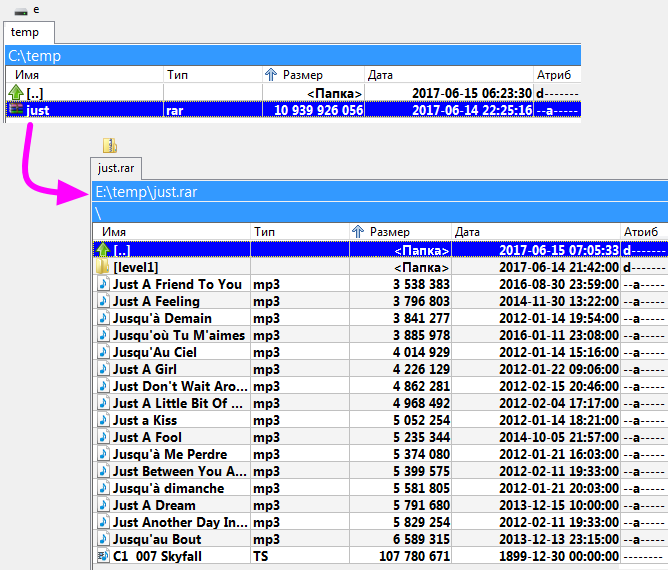 e
temp
C:\temp
Имя Тип Размер Дата Атриб
[..] <Папка> 2017-06-15 06:23:30 d-------
just rar 10 939 926 056 2017-06-14 22:25:16 --a-----
just.rar
E:\temp\just.rar
\
Имя Тип Размер Дата Атриб
[..] <Папка> 2017-06-15 07:05:33 d-------
[level1] <Папка> 2017-06-14 21:42:00 d-------
Just A Friend To You mp3 3 538 383 2016-08-30 23:59:00 --a-----
Just A Feeling mp3 3 796 803 2014-11-30 13:22:00 --a-----
Jusqu'à Demain mp3 3 841 277 2012-01-14 19:54:00 --a-----
Jusqu'où Tu M'aimes mp3 3 885 978 2016-01-11 23:08:00 --a-----
Jusqu'Au Ciel mp3 4 014 929 2012-01-14 15:16:00 --a-----
Just A Girl mp3 4 226 129 2012-01-22 09:06:00 --a-----
Just Don't Wait Aro... mp3 4 862 281 2012-02-15 20:46:00 --a-----
Just A Little Bit Of ... mp3 4 968 492 2012-02-04 17:17:00 --a-----
Just a Kiss mp3 5 052 254 2012-01-14 18:21:00 --a-----
Just A Fool mp3 5 235 344 2014-10-05 21:57:00 --a-----
Jusqu'à Me Perdre mp3 5 374 080 2012-01-21 16:03:00 --a-----
Just Between You A... mp3 5 399 575 2012-02-11 19:33:00 --a-----
Jusqu'à dimanche mp3 5 581 805 2012-01-21 20:03:00 --a-----
Just A Dream mp3 5 791 680 2013-12-15 10:00:00 --a-----
Just Another Day In... mp3 5 829 254 2012-02-11 19:33:00 --a-----
Jusqu'au Bout mp3 6 589 315 2013-12-13 23:15:00 --a-----
C1_007 Skyfall TS 107 780 671 1899-12-30 00:00:00 --------